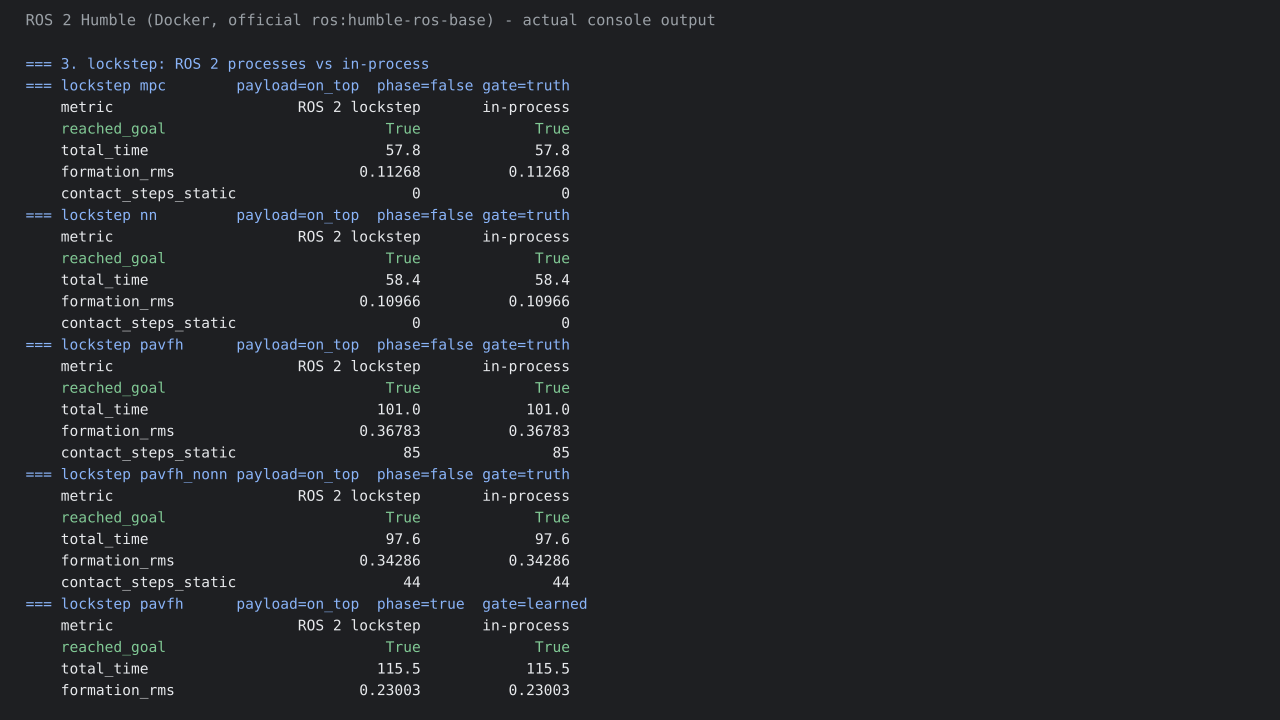 ROS 2 Humble (Docker, official ros:humble-ros-base) - actual console output
=== 3. lockstep: ROS 2 processes vs in-process
=== lockstep mpc        payload=on_top  phase=false gate=truth
    metric                     ROS 2 lockstep       in-process
    reached_goal                         True             True
    total_time                           57.8             57.8
    formation_rms                     0.11268          0.11268
    contact_steps_static                    0                0
=== lockstep nn         payload=on_top  phase=false gate=truth
    metric                     ROS 2 lockstep       in-process
    reached_goal                         True             True
    total_time                           58.4             58.4
    formation_rms                     0.10966          0.10966
    contact_steps_static                    0                0
=== lockstep pavfh      payload=on_top  phase=false gate=truth
    metric                     ROS 2 lockstep       in-process
    reached_goal                         True             True
    total_time                          101.0            101.0
    formation_rms                     0.36783          0.36783
    contact_steps_static                   85               85
=== lockstep pavfh_nonn payload=on_top  phase=false gate=truth
    metric                     ROS 2 lockstep       in-process
    reached_goal                         True             True
    total_time                           97.6             97.6
    formation_rms                     0.34286          0.34286
    contact_steps_static                   44               44
=== lockstep pavfh      payload=on_top  phase=true  gate=learned
    metric                     ROS 2 lockstep       in-process
    reached_goal                         True             True
    total_time                          115.5            115.5
    formation_rms                     0.23003          0.23003